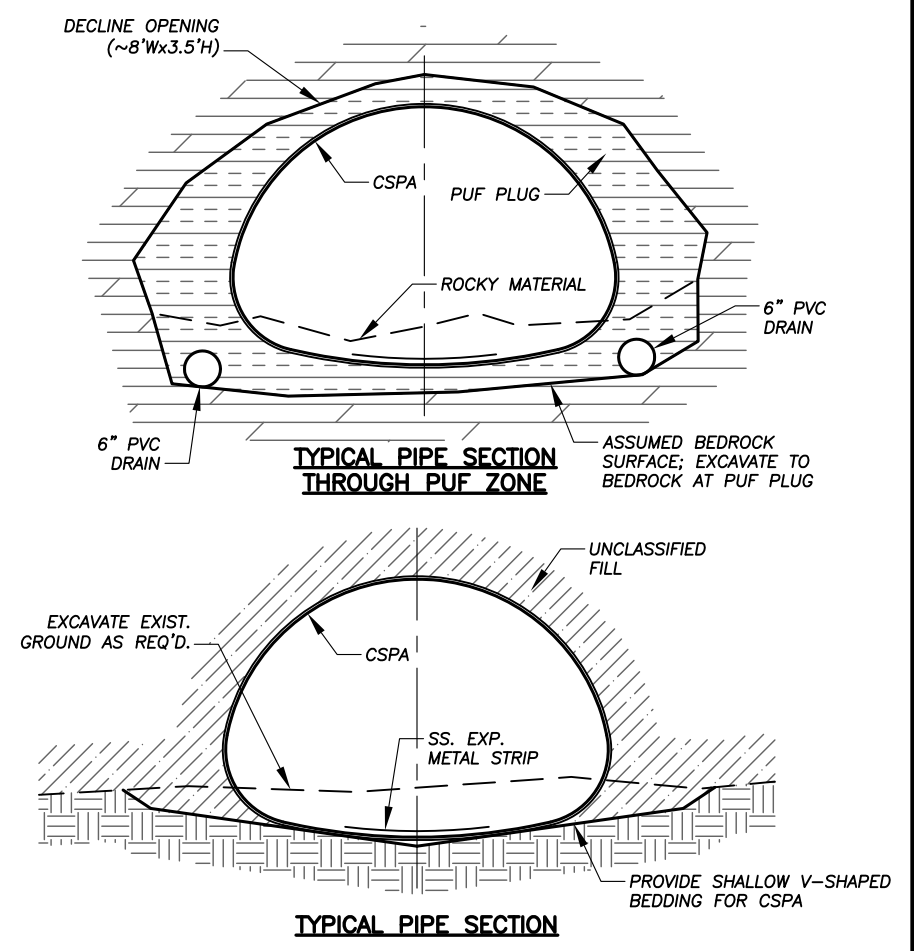 DECLINE OPENING
(~8'Wx3.5'H)
CSPA
PUF PLUG
ROCKY MATERIAL
6" PVC
DRAIN
6" PVC
DRAIN
TYPICAL PIPE SECTION
THROUGH PUF ZONE
ASSUMED BEDROCK
SURFACE; EXCAVATE TO
BEDROCK AT PUF PLUG
UNCLASSIFIED
FILL
EXCAVATE EXIST.
GROUND AS REQ'D.
CSPA
SS. EXP.
METAL STRIP
PROVIDE SHALLOW V-SHAPED
BEDDING FOR CSPA
TYPICAL PIPE SECTION